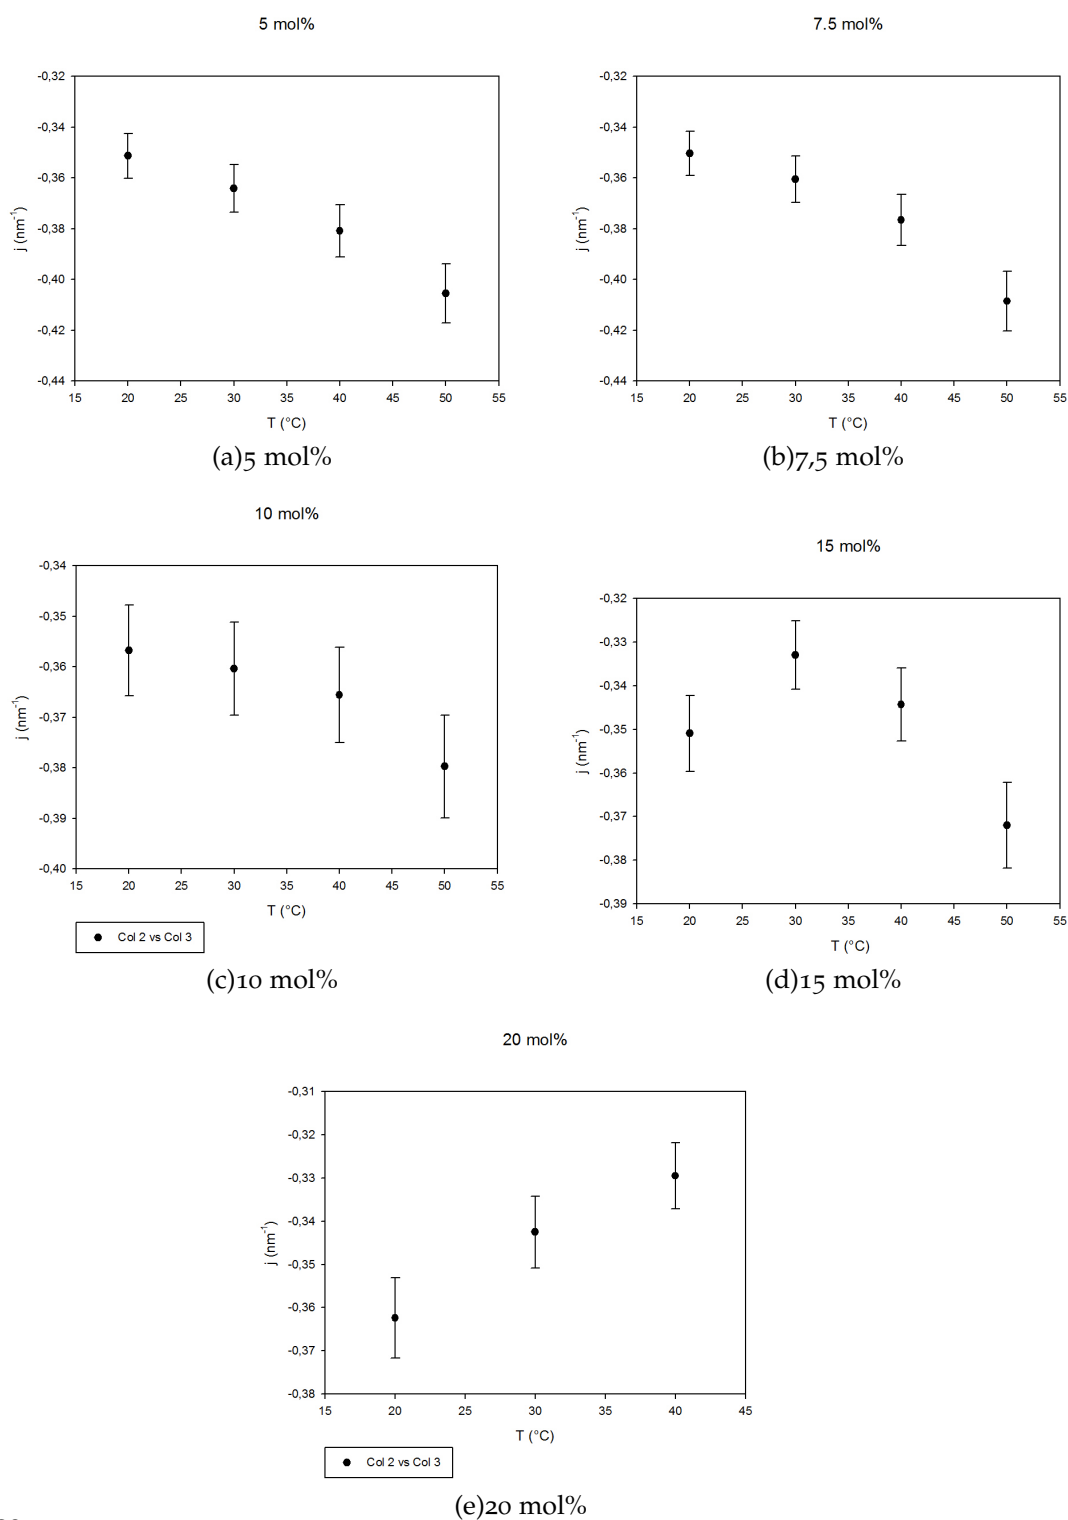 5 mol%
-0,32
-0,34
-0,36
-0,38
-0,40
-0,42
-0,44
j (nm⁻¹)
15 20 25 30 35 40 45 50 55
T (°C)
(a)5 mol%
7.5 mol%
-0,32
-0,34
-0,36
-0,38
-0,40
-0,42
-0,44
j (nm⁻¹)
15 20 25 30 35 40 45 50 55
T (°C)
(b)7,5 mol%
10 mol%
-0,34
-0,35
-0,36
-0,37
-0,38
-0,39
-0,40
j (nm⁻¹)
15 20 25 30 35 40 45 50 55
T (°C)
Col 2 vs Col 3
(c)10 mol%
15 mol%
-0,32
-0,33
-0,34
-0,35
-0,36
-0,37
-0,38
-0,39
j (nm⁻¹)
15 20 25 30 35 40 45 50 55
T (°C)
(d)15 mol%
20 mol%
-0,31
-0,32
-0,33
-0,34
-0,35
-0,36
-0,37
-0,38
j (nm⁻¹)
15 20 25 30 35 40 45
T (°C)
Col 2 vs Col 3
(e)20 mol%